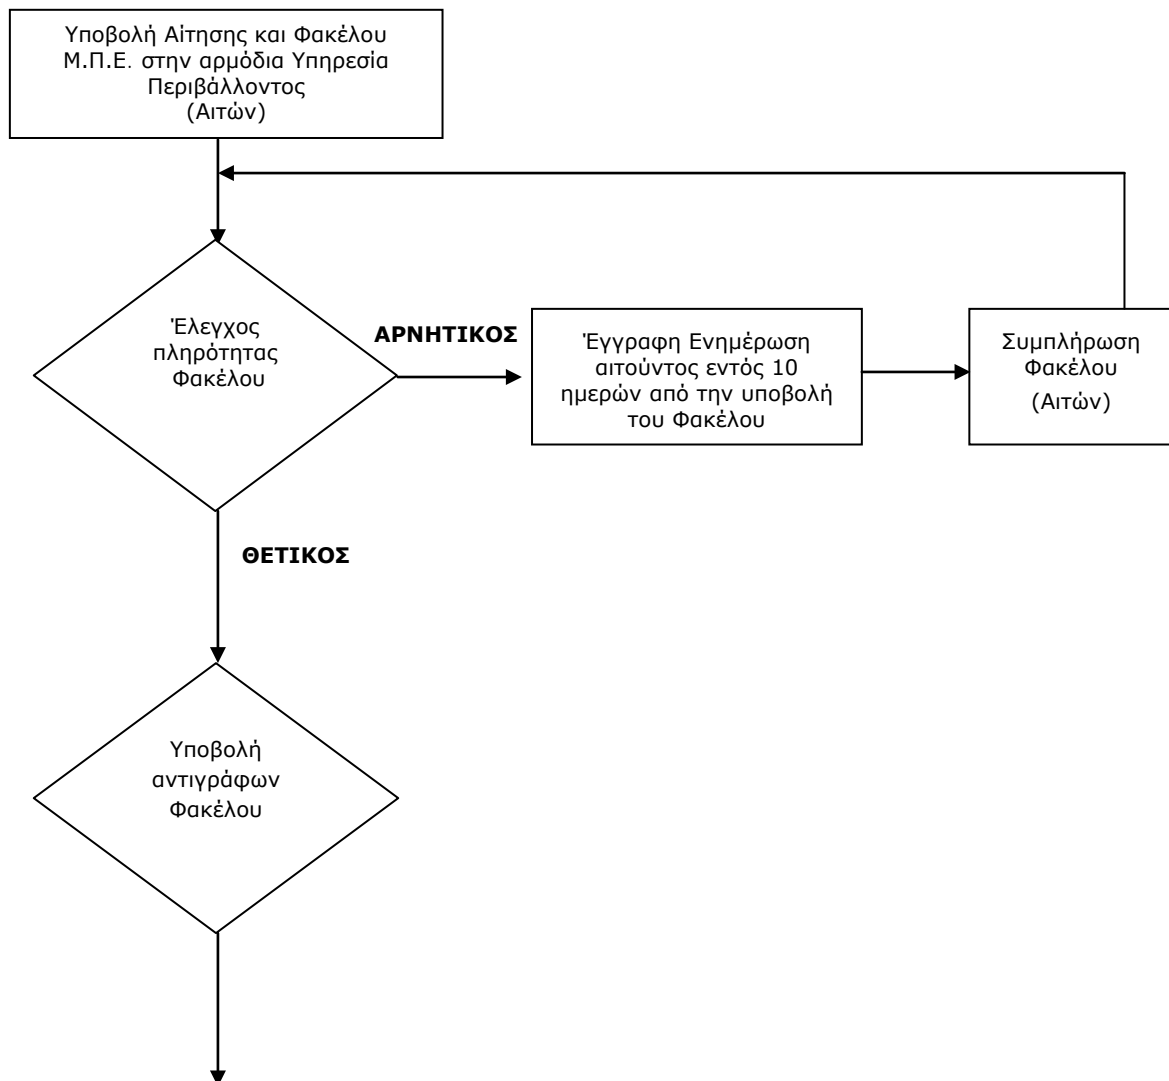 Υποβολή Αίτησης και Φακέλου
Μ.Π.Ε. στην αρμόδια Υπηρεσία
Περιβάλλοντος
(Αιτών)
Έλεγχος
πληρότητας
Φακέλου
ΑΡΝΗΤΙΚΟΣ
Έγγραφη Ενημέρωση
αιτούντος εντός 10
ημερών από την υποβολή
του Φακέλου
Συμπλήρωση
Φακέλου
(Αιτών)
ΘΕΤΙΚΟΣ
Υποβολή
αντιγράφων
Φακέλου